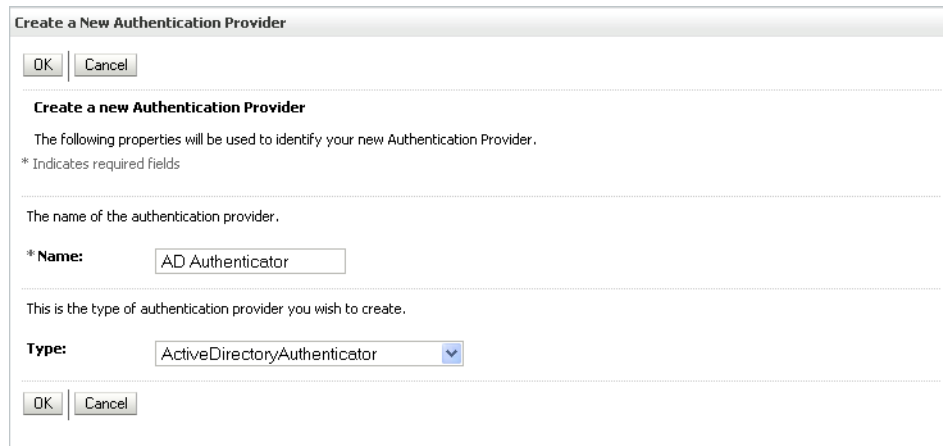 Create a New Authentication Provider
OK Cancel
Create a new Authentication Provider
The following properties will be used to identify your new Authentication Provider.
* Indicates required fields
The name of the authentication provider.
* Name: AD Authenticator
This is the type of authentication provider you wish to create.
Type: ActiveDirectoryAuthenticator
OK Cancel